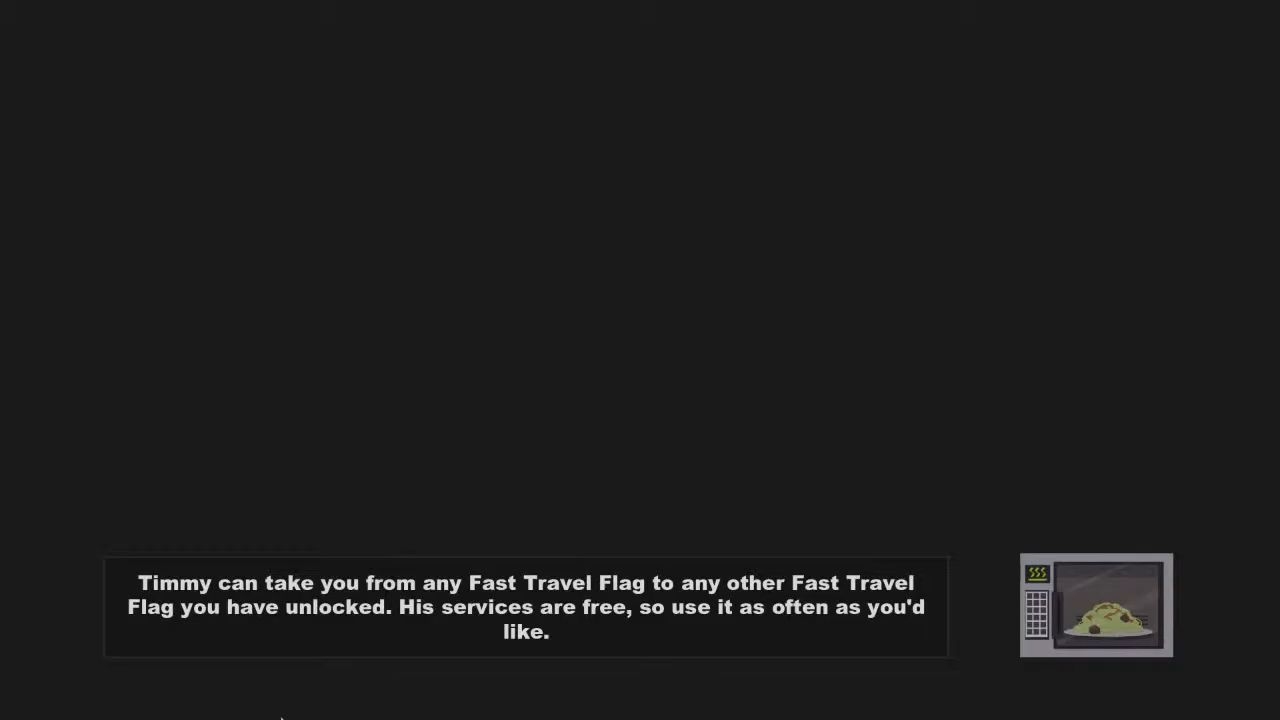 Timmy can take you from any Fast Travel Flag to any other Fast Travel
Flag you have unlocked. His services are free, so use it as often as you'd
like.